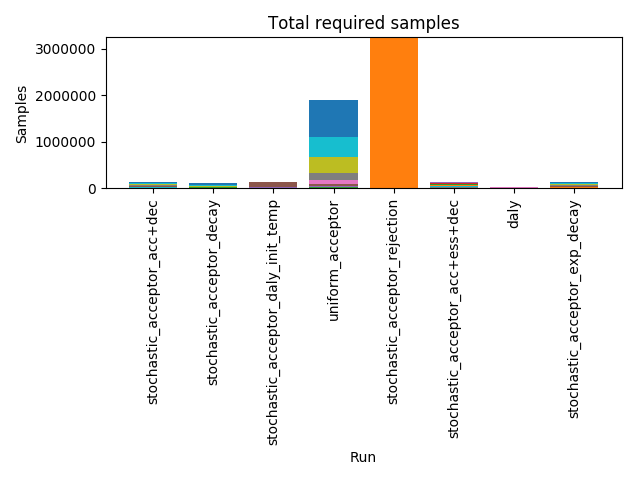 Total required samples
Samples
3000000
2000000
1000000
0
stochastic_acceptor_acc+dec
stochastic_acceptor_decay
stochastic_acceptor_daly_init_temp
uniform_acceptor
stochastic_acceptor_rejection
stochastic_acceptor_acc+ess+dec
daly
stochastic_acceptor_exp_decay
Run